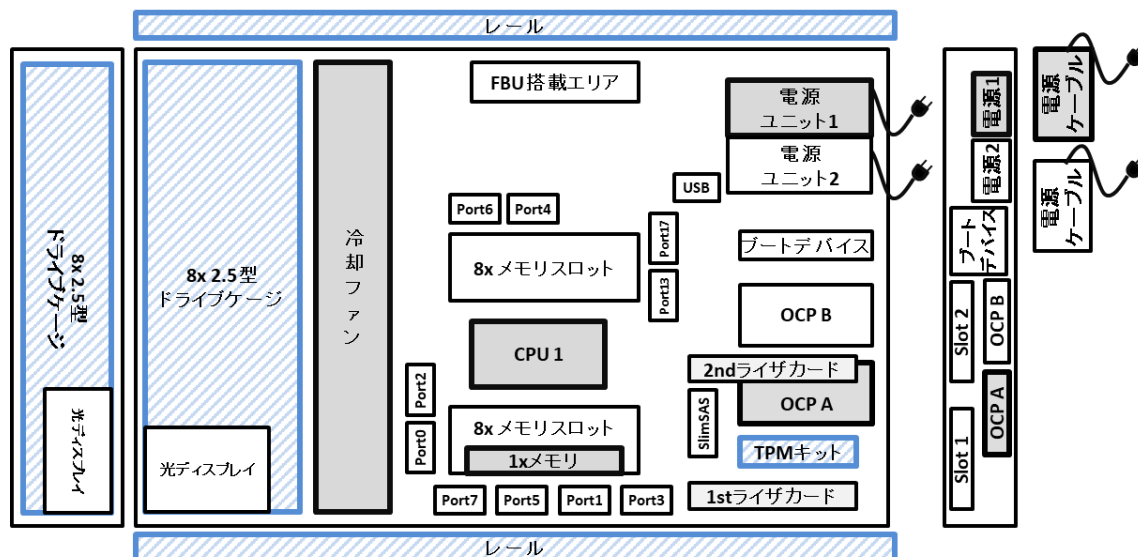 レール
8x 2.5型
ドライブケージ
光ディスプレイ
8x 2.5型
ドライブケージ
光ディスプレイ
冷却ファン
FBU搭載エリア
電源
ユニット1
電源
ユニット2
USB
Port6
Port4
Port17
8x メモリスロット
Port13
ブートデバイス
OCP B
CPU 1
2ndライザカード
OCP A
Port2
Port0
8x メモリスロット
1xメモリ
SlimSAS
TPMキット
Port7
Port5
Port1
Port3
1stライザカード
レール
電源1
電源2
ブート
デバイス
Slot 2
OCP B
OCP A
Slot 1
電源
ケーブル
電源
ケーブル